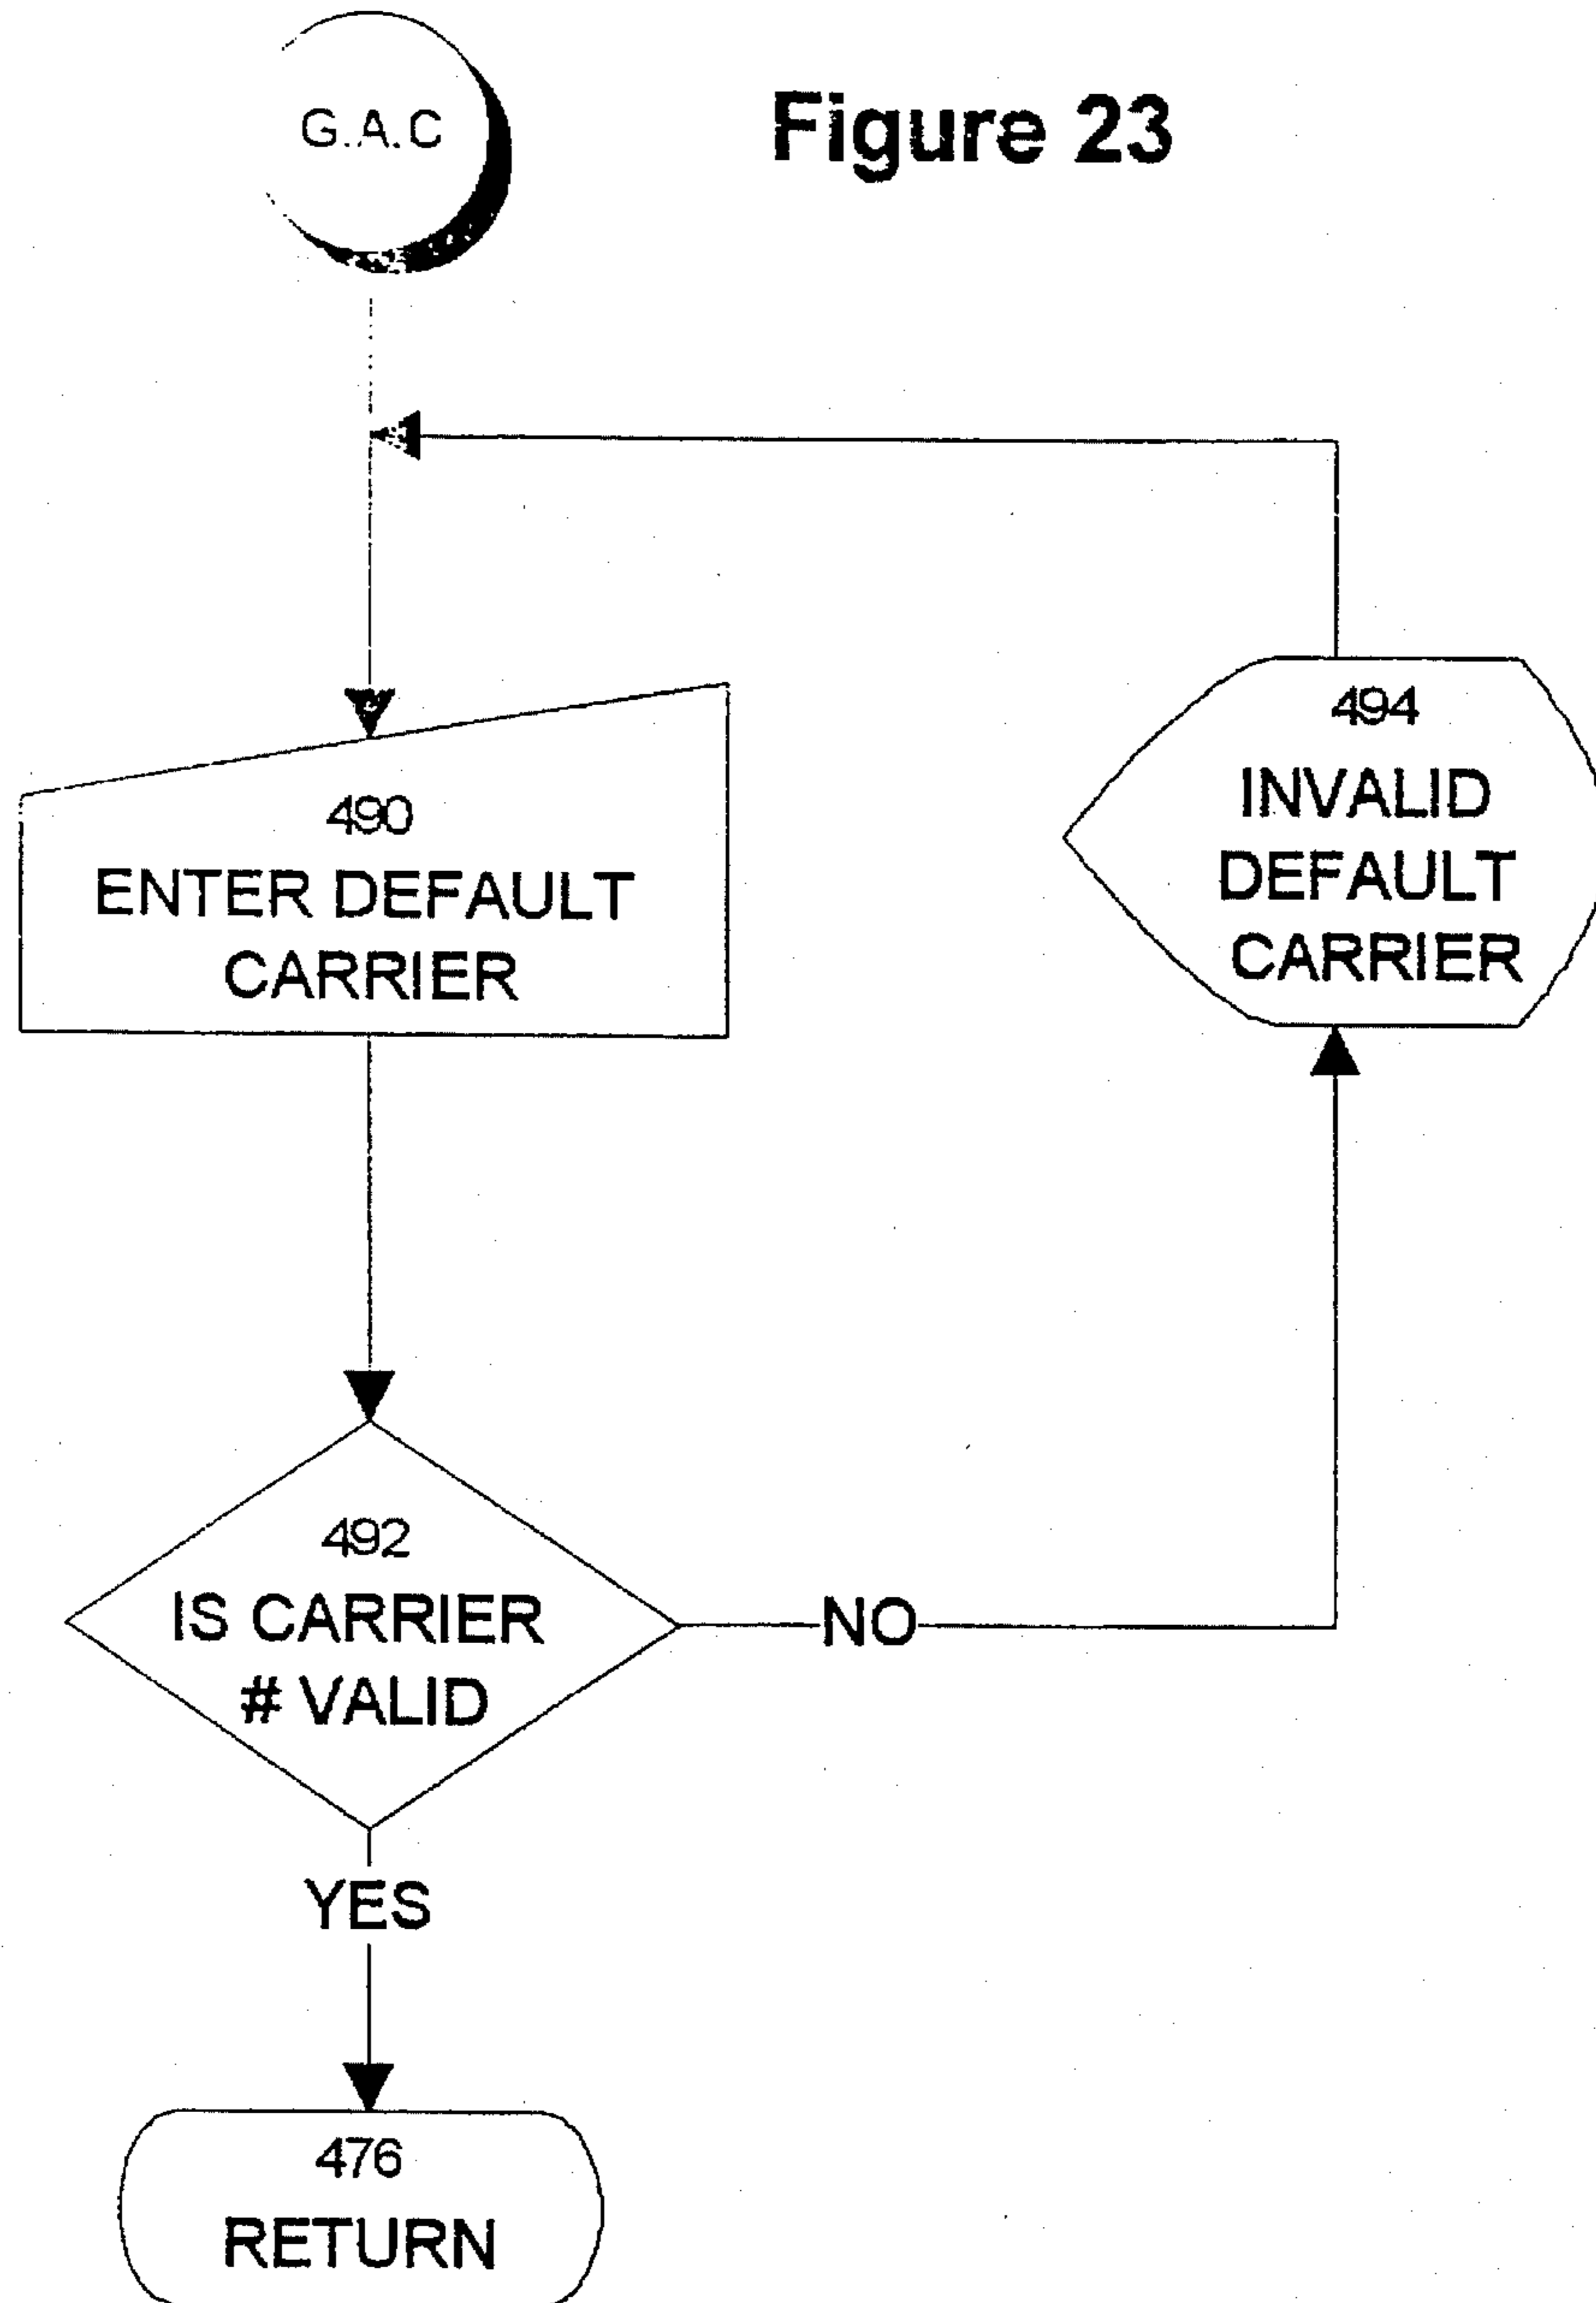 G.A.C
Figure 23
490
ENTER DEFAULT
CARRIER
494
INVALID
DEFAULT
CARRIER
492
IS CARRIER
# VALID
NO
YES
476
RETURN